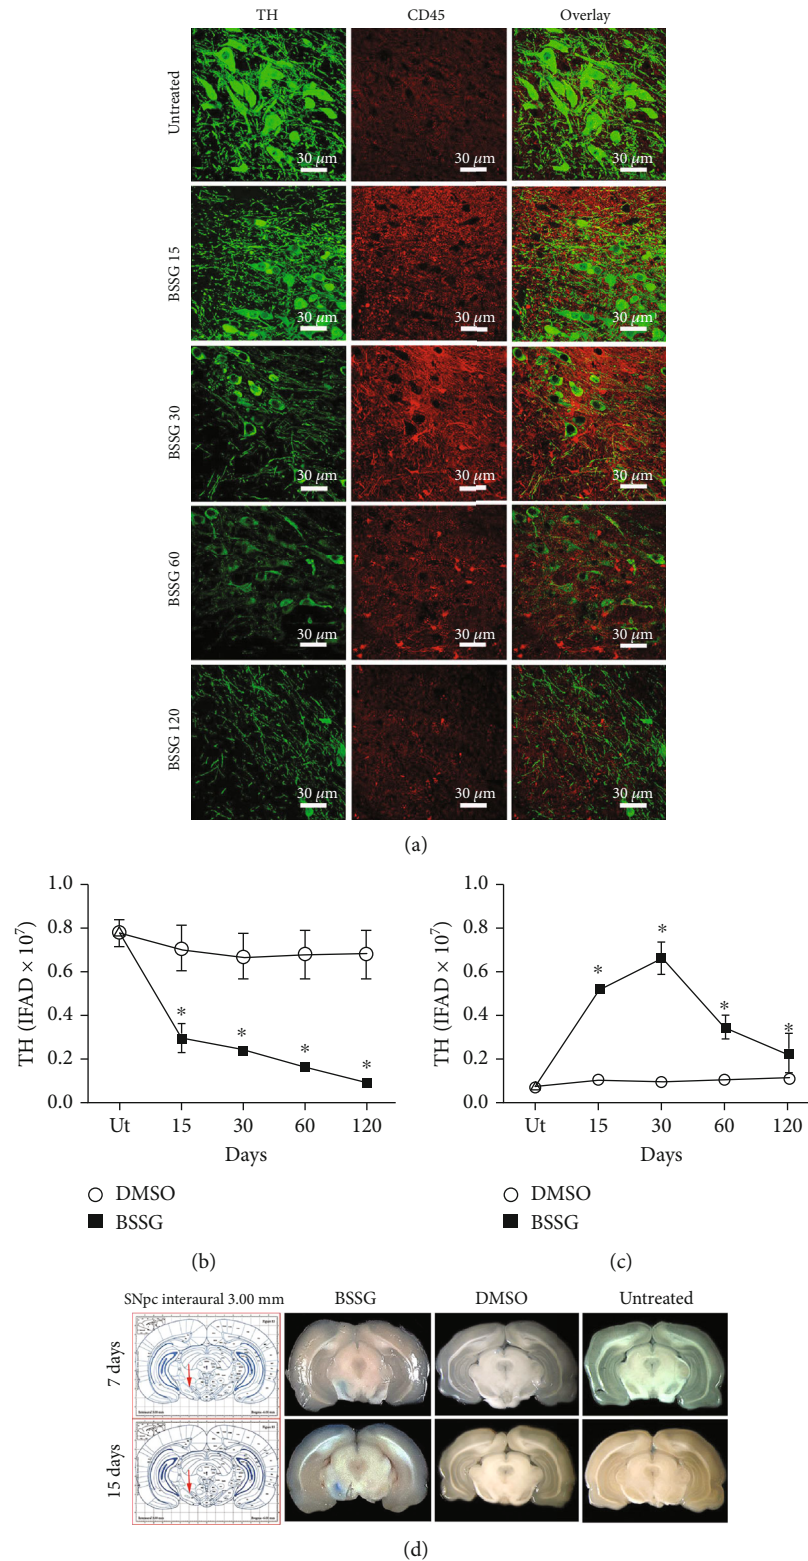 TH CD45 Overlay
Untreated
30 μm 30 μm 30 μm
BSSG 15
30 μm 30 μm 30 μm
BSSG 30
30 μm 30 μm 30 μm
BSSG 60
30 μm 30 μm 30 μm
BSSG 120
30 μm 30 μm 30 μm
(a)
TH (IFAD × 10⁷)
1.0
0.8
0.6
0.4
0.2
0.0
* * * *
Ut 15 30 60 120
Days
DMSO
BSSG
(b)
TH (IFAD × 10⁷)
1.0
0.8
0.6
0.4
0.2
0.0
* * * *
Ut 15 30 60 120
Days
DMSO
BSSG
(c)
SNpc interaural 3.00 mm BSSG DMSO Untreated
7 days
15 days
(d)